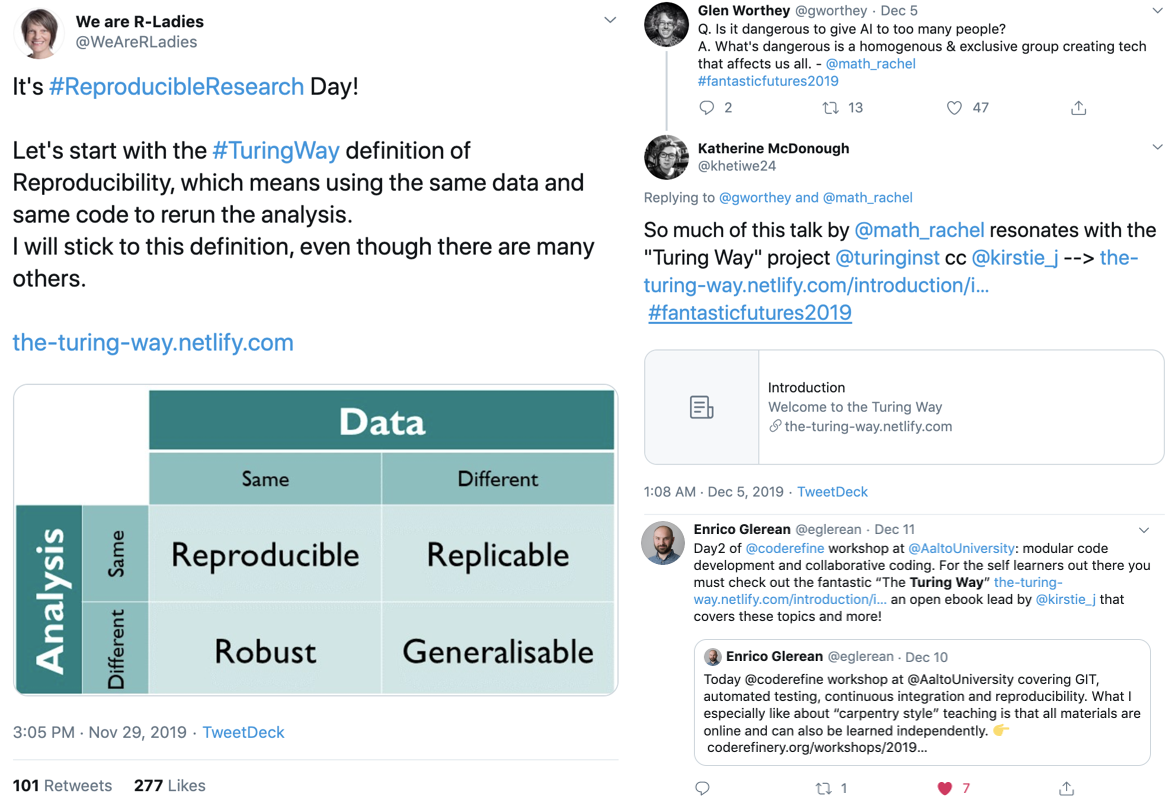 We are R-Ladies
@WeAreRLadies
It's #ReproducibleResearch Day!
Let's start with the #TuringWay definition of
Reproducibility, which means using the same data and
same code to rerun the analysis.
I will stick to this definition, even though there are many
others.
the-turing-way.netlify.com
Data
Same
Different
Analysis
Same
Reproducible
Replicable
Different
Robust
Generalisable
3:05 PM · Nov 29, 2019 · TweetDeck
101 Retweets 277 Likes
Glen Worthey @gworthey · Dec 5
Q. Is it dangerous to give AI to too many people?
A. What's dangerous is a homogenous & exclusive group creating tech
that affects us all. - @math_rachel
#fantasticfutures2019
2 13 47
Katherine McDonough
@khetiwe24
Replying to @gworthey and @math_rachel
So much of this talk by @math_rachel resonates with the
"Turing Way" project @turinginst cc @kirstie_j --> the-
turing-way.netlify.com/introduction/i...
#fantasticfutures2019
Introduction
Welcome to the Turing Way
the-turing-way.netlify.com
1:08 AM · Dec 5, 2019 · TweetDeck
Enrico Glerean @eglerean · Dec 11
Day2 of @coderefine workshop at @AaltoUniversity: modular code
development and collaborative coding. For the self learners out there you
must check out the fantastic “The Turing Way” the-turing-
way.netlify.com/introduction/i... an open ebook lead by @kirstie_j that
covers these topics and more!
Enrico Glerean @eglerean · Dec 10
Today @coderefine workshop at @AaltoUniversity covering GIT,
automated testing, continuous integration and reproducibility. What I
especially like about “carpentry style” teaching is that all materials are
online and can also be learned independently. 👉
coderefinery.org/workshops/2019...
1 7